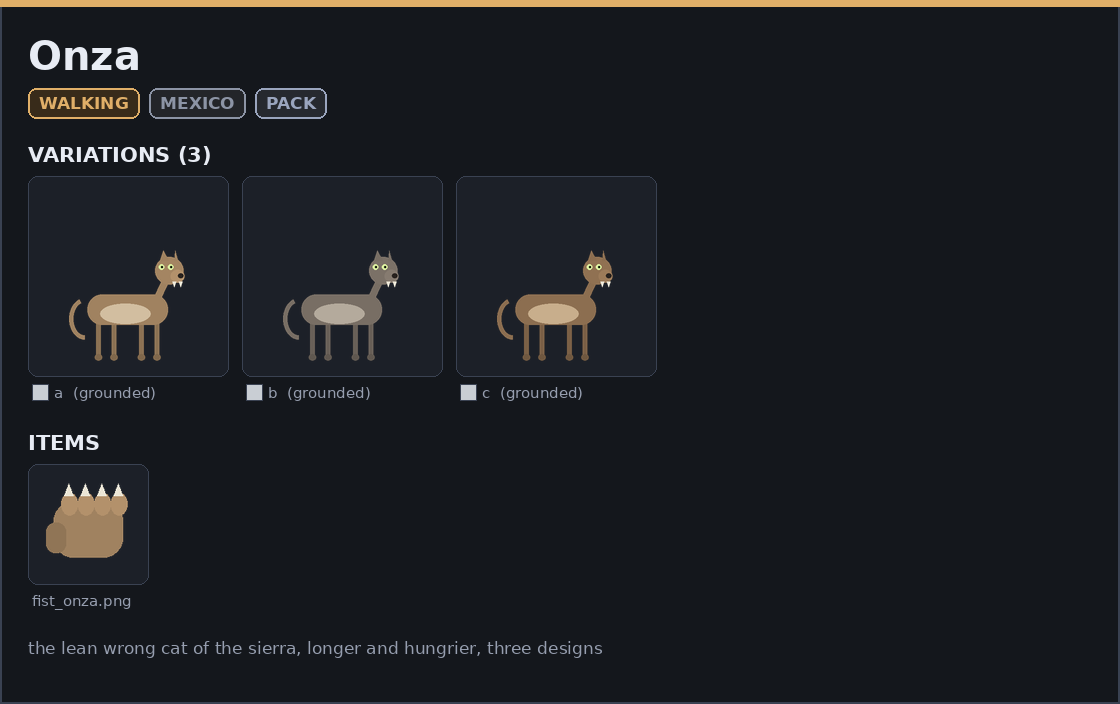 Onza
WALKING MEXICO PACK
VARIATIONS (3)
a (grounded) b (grounded) c (grounded)
ITEMS
fist_onza.png
the lean wrong cat of the sierra, longer and hungrier, three designs